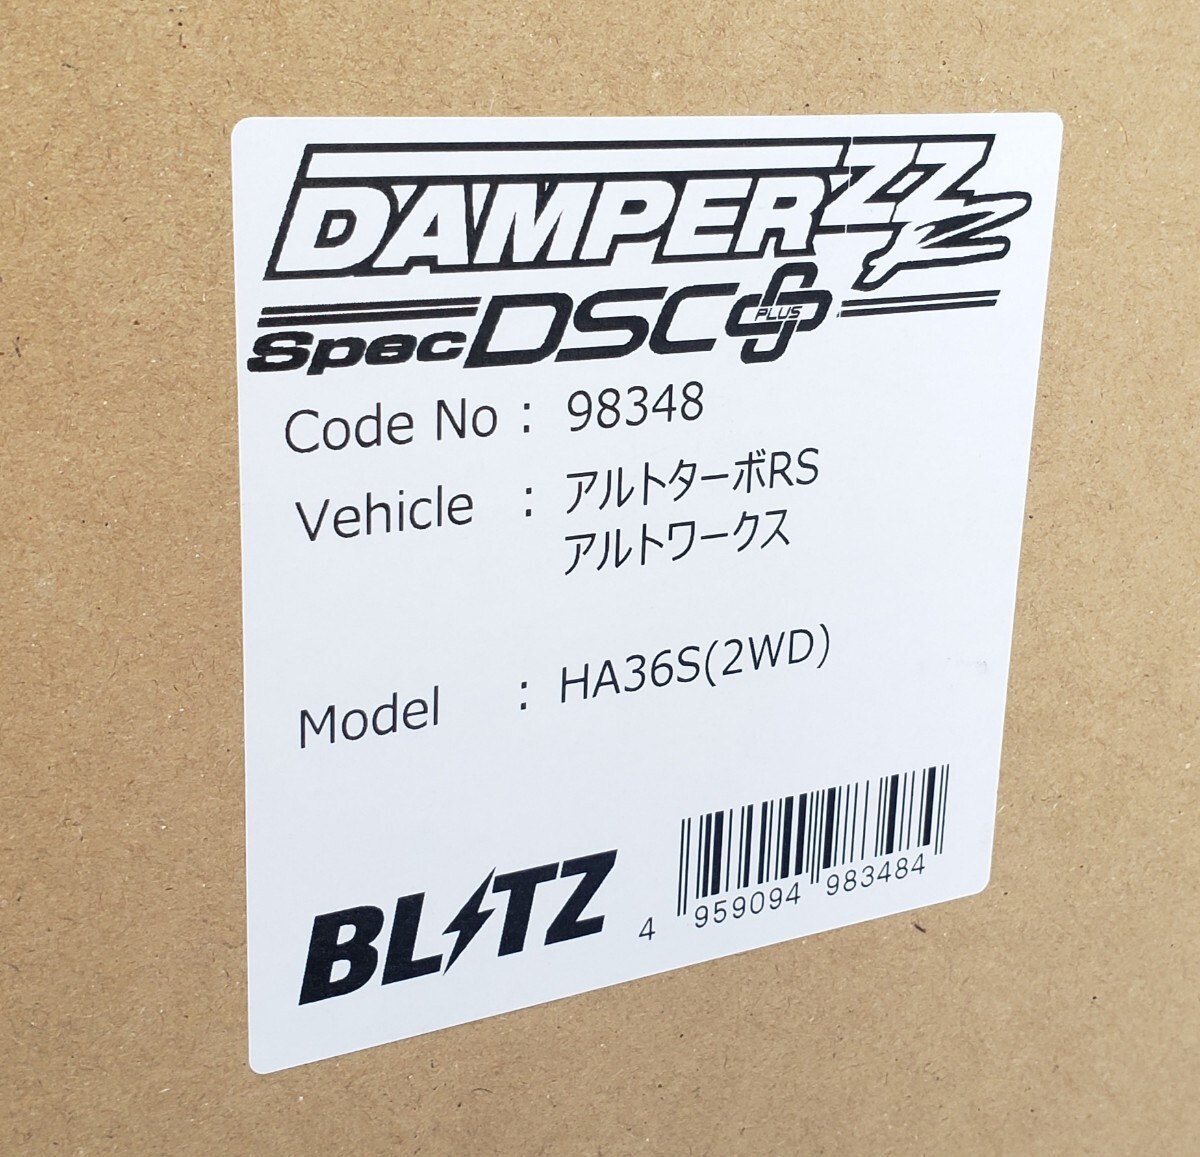 DAMPER ZZ-R
Spec DSC PLUS
Code No : 98348
Vehicle : アルトターボRS
アルトワークス
Model : HA36S(2WD)
BLITZ
4 959094 983484